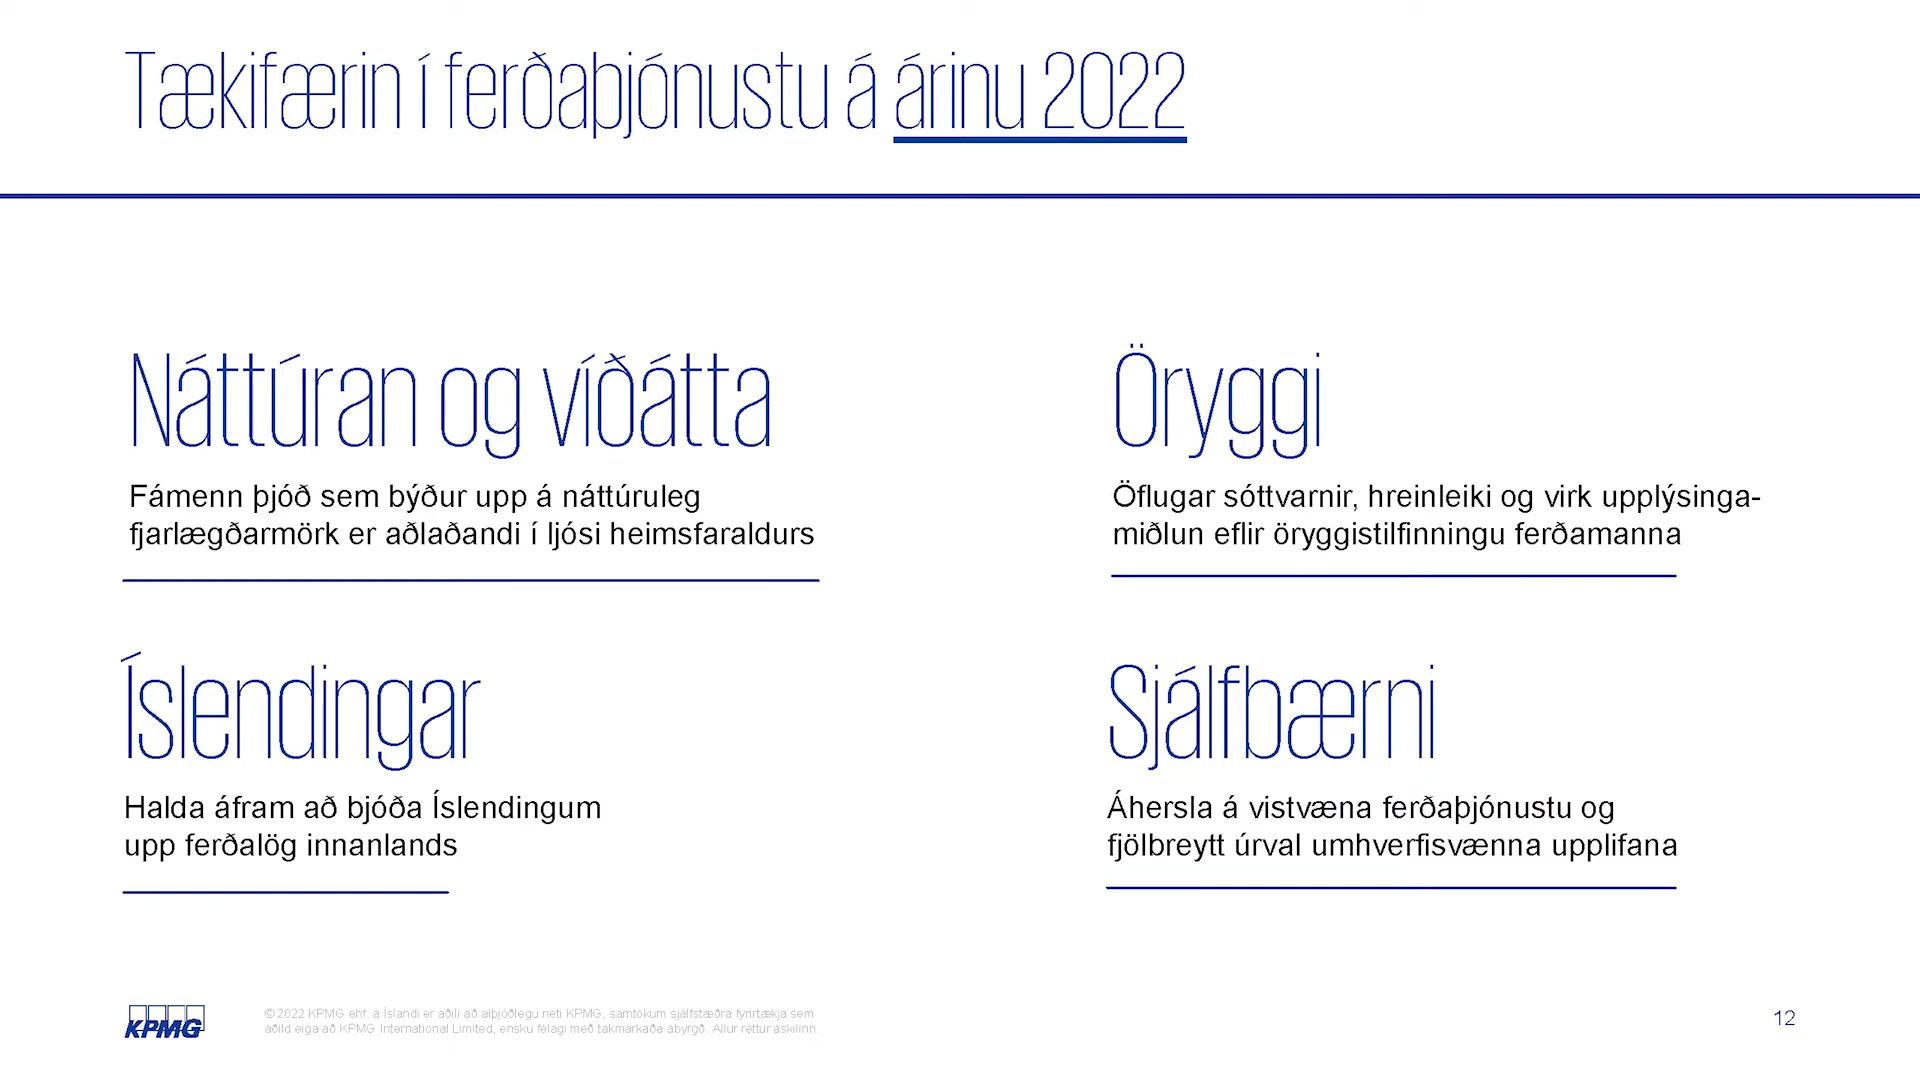 Tækifærin í ferðaþjónustu á árinu 2022
Náttúran og víðátta
Fámenn þjóð sem býður upp á náttúruleg
fjarlægðarmörk er aðlaðandi í ljósi heimsfaraldurs
Öryggi
Öflugar sóttvarnir, hreinleiki og virk upplýsinga-
miðlun eflir öryggistilfinningu ferðamanna
Íslendingar
Halda áfram að bjóða Íslendingum
upp ferðalög innanlands
Sjálfbærni
Áhersla á vistvæna ferðaþjónustu og
fjölbreytt úrval umhverfisvænna upplifana
KPMG
© 2022 KPMG ehf. á Íslandi er aðili að alþjóðlegu neti KPMG, samtökum sjálfstæðra fyrirtækja sem
aðild eiga að KPMG International Limited, ensku félagi með takmarkaða ábyrgð. Allur réttur áskilinn.
12